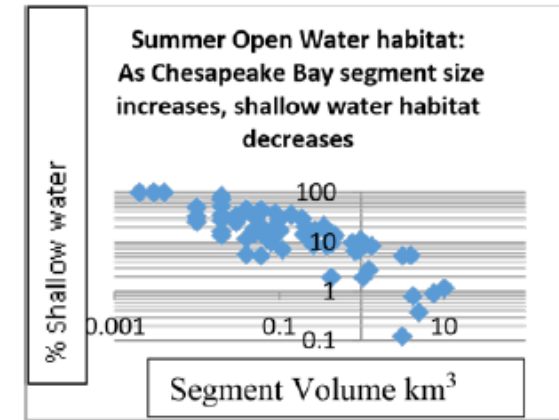 Summer Open Water habitat:
As Chesapeake Bay segment size
increases, shallow water habitat
decreases
% Shallow water
100
10
1
0.1
0.001
0.1
10
Segment Volume km³